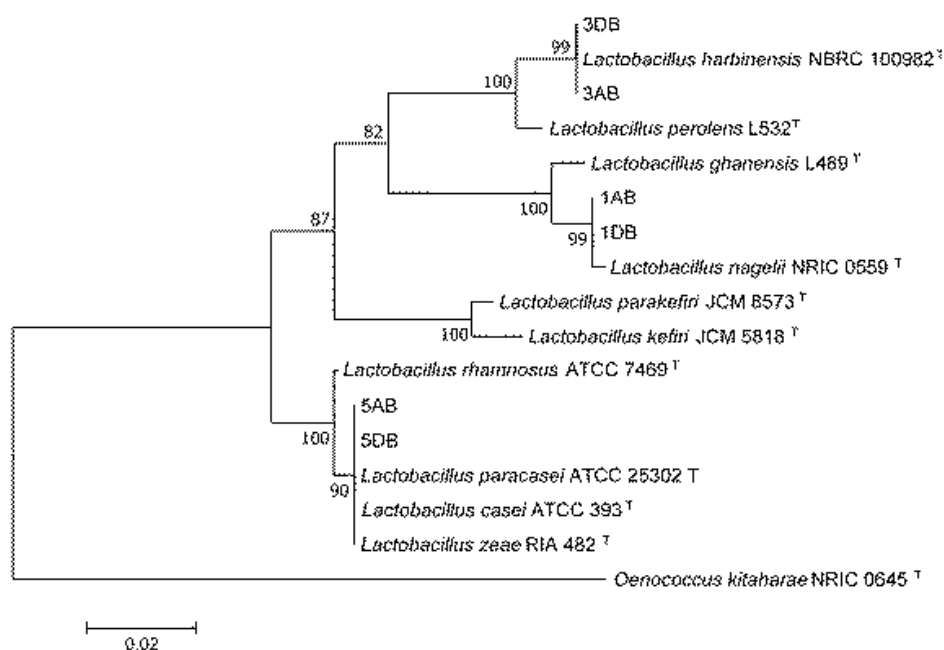 3DB
99
Lactobacillus harbinensis NBRC 100982ᵀ
100
3AB
Lactobacillus perolens L532ᵀ
82
Lactobacillus ghanensis L489 ᵀ
1AB
100
87
1DB
99
Lactobacillus nagelii NRIC 0559 ᵀ
Lactobacillus parakefiri JCM 8573 ᵀ
100
Lactobacillus kefiri JCM 5818 ᵀ
Lactobacillus rhamnosus ATCC 7469 ᵀ
5AB
100
5DB
Lactobacillus paracasei ATCC 25302 T
90
Lactobacillus casei ATCC 393ᵀ
Lactobacillus zeae RIA 482 ᵀ
Oenococcus kitaharae NRIC 0645 ᵀ
0.02